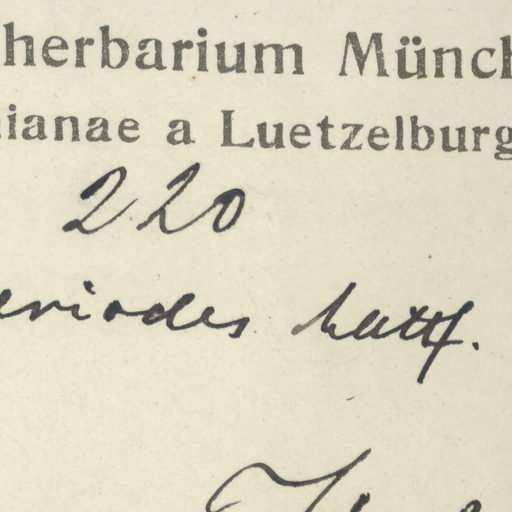 herbarium Münch
ianae a Luetzelburg
220
eriodes Mattf.